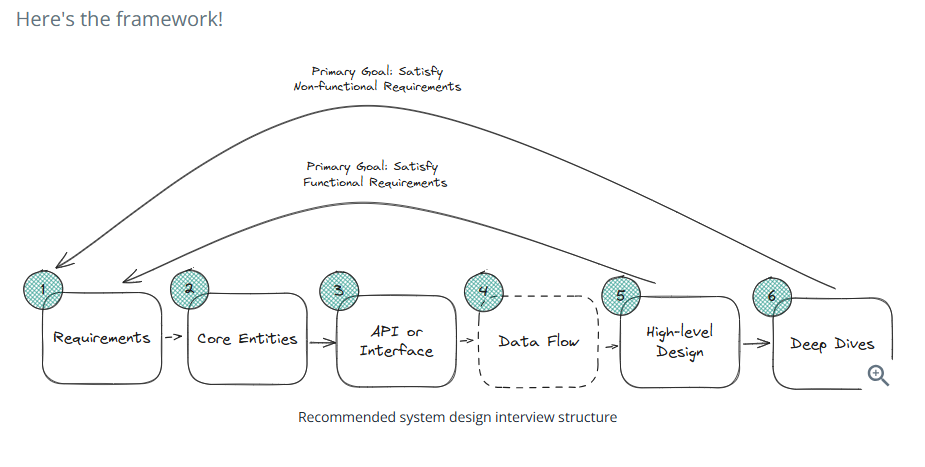 Here's the framework!
Primary Goal: Satisfy
Non-functional Requirements
Primary Goal: Satisfy
Functional Requirements
1
2
3
4
5
6
Requirements
Core Entities
API or
Interface
Data Flow
High-level
Design
Deep Dives
Recommended system design interview structure